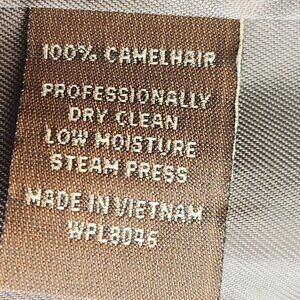 100% CAMELHAIR
PROFESSIONALLY
DRY CLEAN
LOW MOISTURE
STEAM PRESS
MADE IN VIETNAM
WPL8046